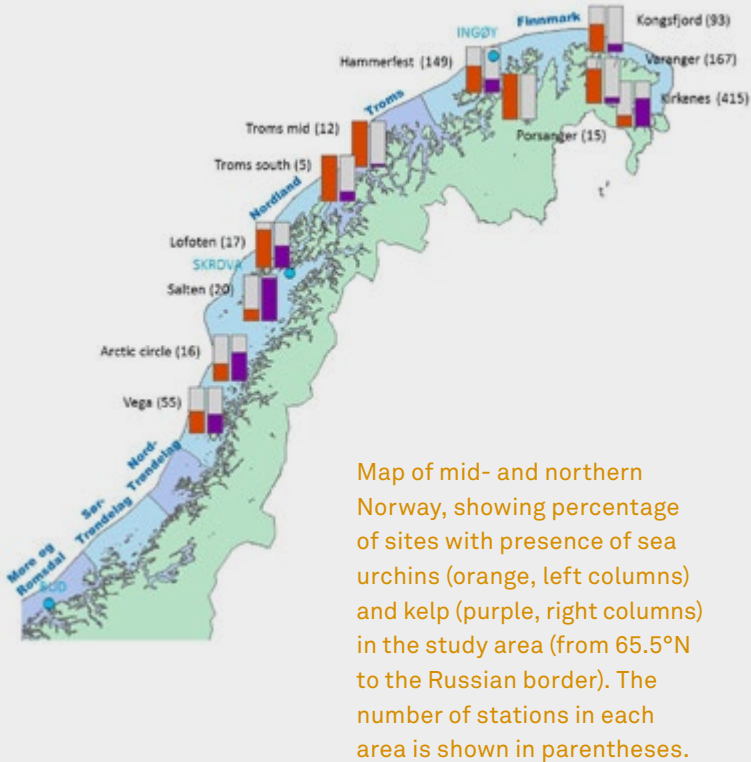 Finnmark
Kongsfjord (93)
INGØY
Hammerfest (149)
Varanger (167)
Kirkenes (415)
Troms
Troms mid (12)
Porsanger (15)
Troms south (5)
t'
Nordland
Lofoten (17)
SKROVA
Salten (20)
Arctic circle (16)
Vega (55)
Nord-
Trøndelag
Sør-
Trøndelag
Møre og
Romsdal
BUD
Map of mid- and northern
Norway, showing percentage
of sites with presence of sea
urchins (orange, left columns)
and kelp (purple, right columns)
in the study area (from 65.5°N
to the Russian border). The
number of stations in each
area is shown in parentheses.